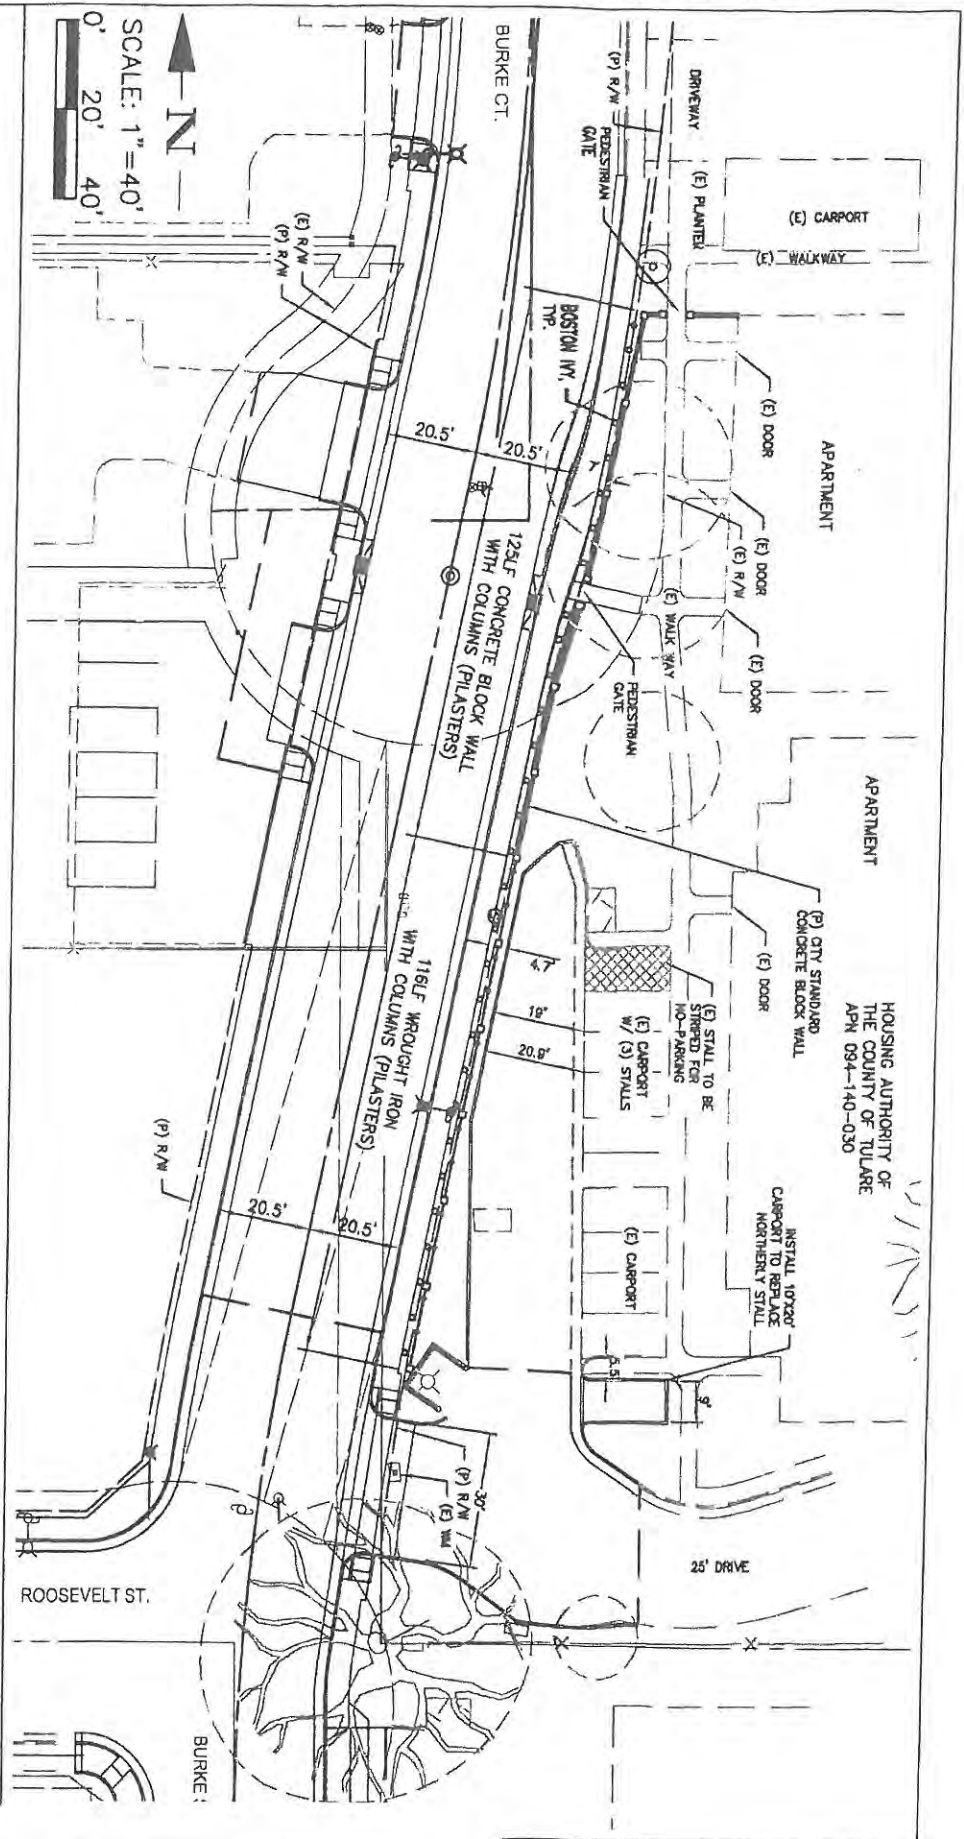 SCALE: 1"=40'
0' 20' 40'
N
BURKE CT.
DRIVEWAY
(P) R/W
PEDESTRIAN
GATE
(E) PLANTER
(E) CARPORT
(E) WALKWAY
(E) R/W
(P) R/W
BOSTON IVY,
TYP.
(E) DOOR
APARTMENT
(E) DOOR
(E) R/W
(E) DOOR
(E) WALK WAY
PEDESTRIAN
GATE
20.5'
20.5'
125LF CONCRETE BLOCK WALL
WITH COLUMNS (PILASTERS)
APARTMENT
(P) CITY STANDARD
CONCRETE BLOCK WALL
(E) DOOR
HOUSING AUTHORITY OF
THE COUNTY OF TULARE
APN 094-140-030
(E) STALL TO BE
STRIPED FOR
NO-PARKING
(E) CARPORT
W/ (3) STALLS
4.7'
19'
20.9'
116LF WROUGHT IRON
WITH COLUMNS (PILASTERS)
(P) R/W
20.5'
20.5'
(E) CARPORT
INSTALL 10'X20'
CARPORT TO REPLACE
NORTHERLY STALL
5.5'
9'
30'
(P) R/W
(E) WM
25' DRIVE
ROOSEVELT ST.
BURKE